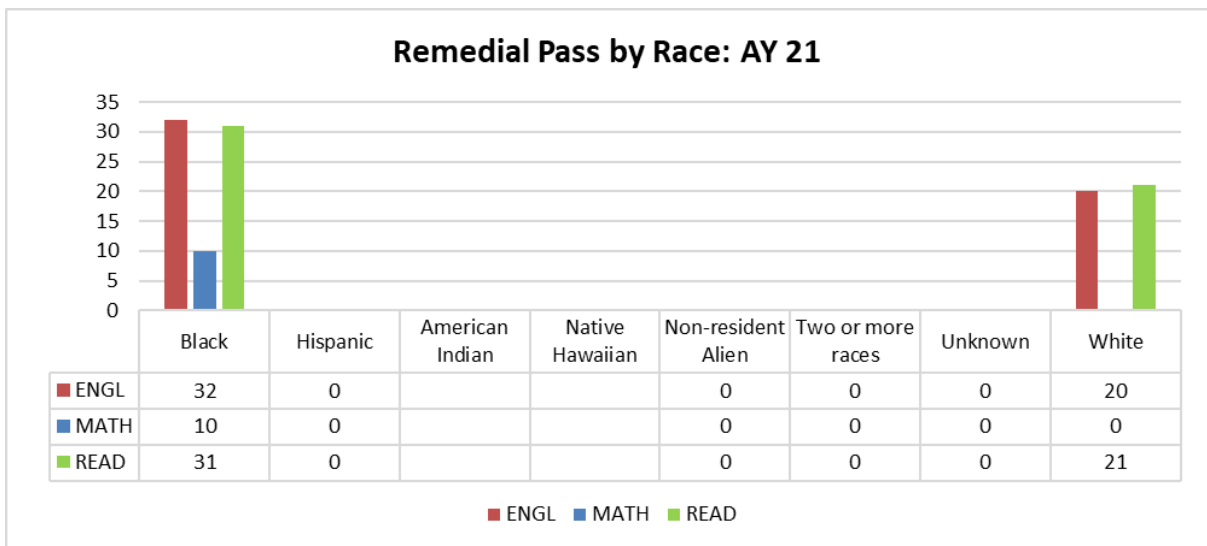 Remedial Pass by Race: AY 21
35
30
25
20
15
10
5
0
Black Hispanic American Indian Native Hawaiian Non-resident Alien Two or more races Unknown White
ENGL 32 0 0 0 0 20
MATH 10 0 0 0 0 0
READ 31 0 0 0 0 21
ENGL MATH READ